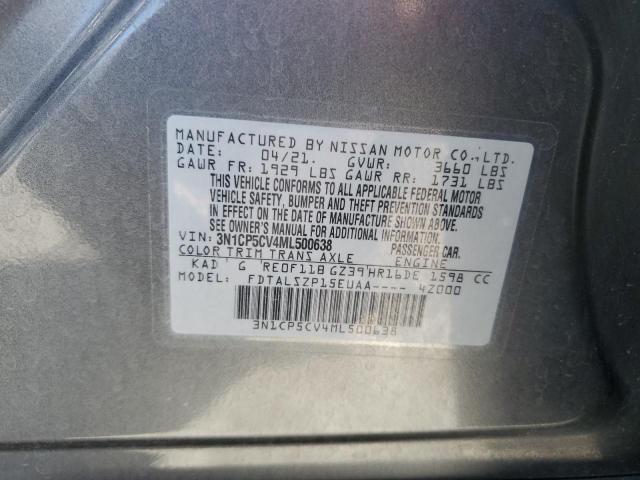 MANUFACTURED BY NISSAN MOTOR CO., LTD.
DATE: 04/21. GVWR: 3660 LBS
GAWR FR: 1929 LBS GAWR RR: 1731 LBS
THIS VEHICLE CONFORMS TO ALL APPLICABLE FEDERAL MOTOR
VEHICLE SAFETY, BUMPER AND THEFT PREVENTION STANDARDS
IN EFFECT ON THE DATE OF MANUFACTURE SHOWN ABOVE.
SEE OWNER'S MANUAL FOR ADDITIONAL INFORMATION.
VIN: 3N1CP5CV4ML500638 PASSENGER CAR.
COLOR TRIM TRANS AXLE ENGINE
KAD G RE0F11B GZ39 HR16DE 1598 CC
MODEL: FDTALSZP15EUAA---- 4Z000
3N1CP5CV4ML500638